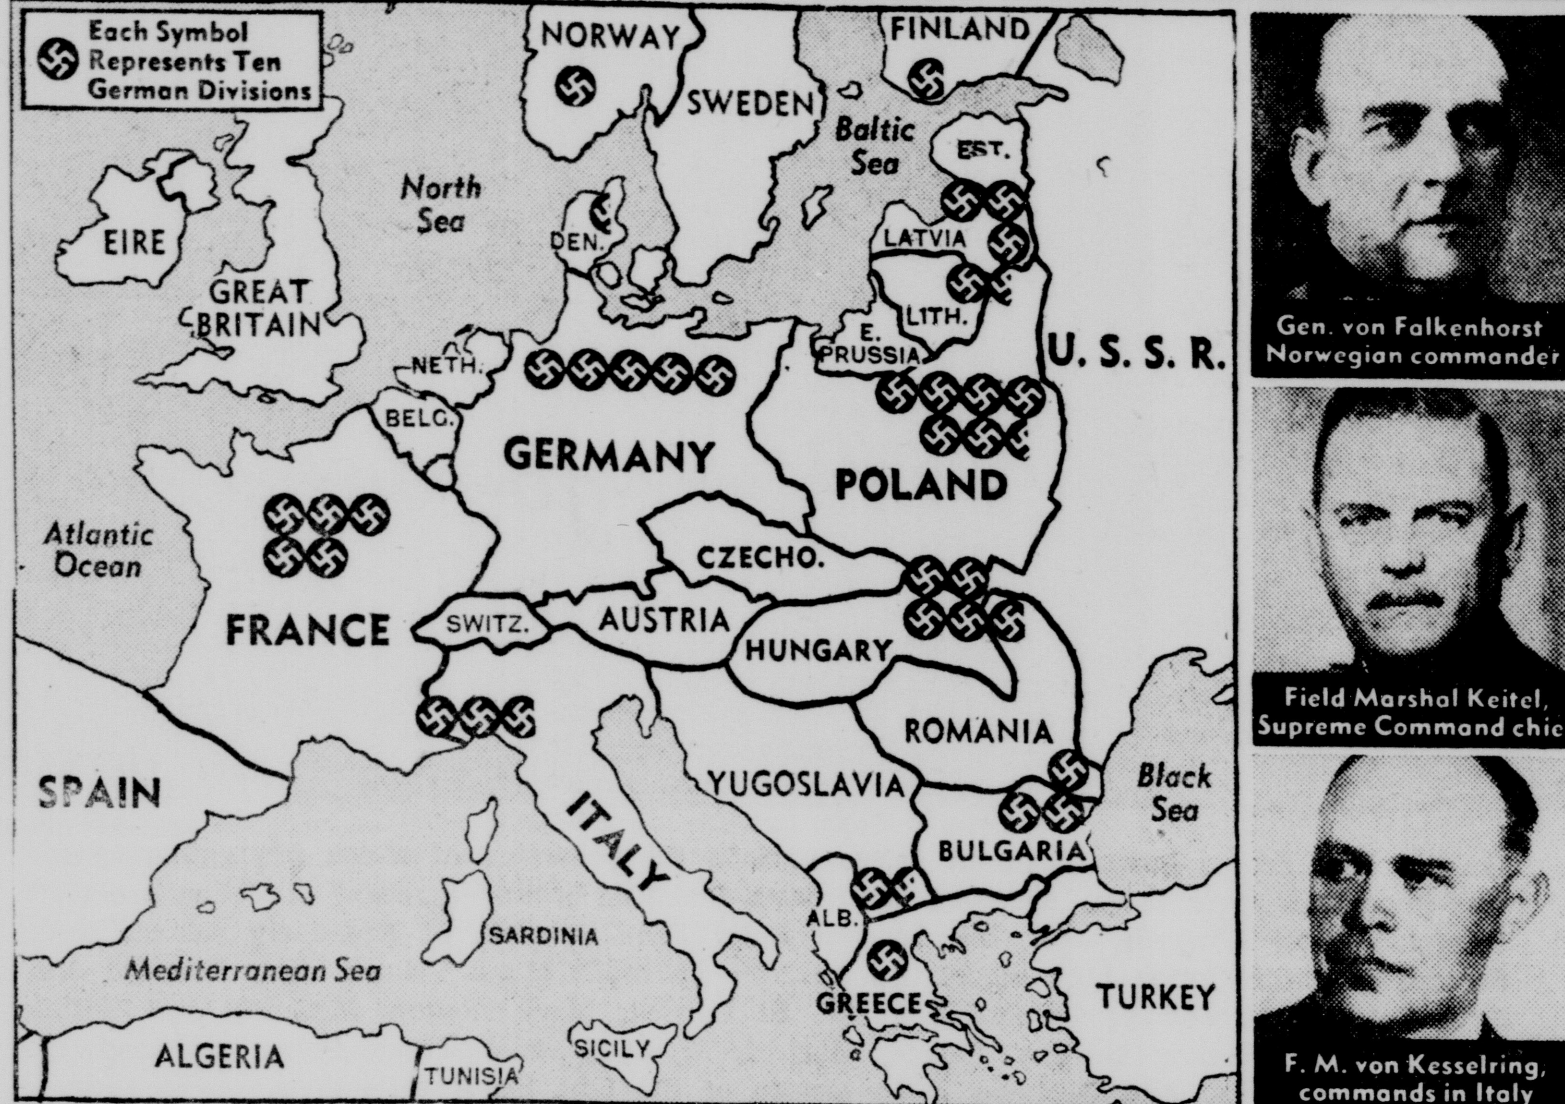 Each Symbol
Represents Ten
German Divisions
NORWAY
FINLAND
SWEDEN
Baltic
Sea
EST.
North
Sea
EIRE
DEN.
LATVIA
GREAT
BRITAIN
LITH.
E.
PRUSSIA
U. S. S. R.
NETH.
BELG.
GERMANY
POLAND
Atlantic
Ocean
CZECHO.
FRANCE
SWITZ.
AUSTRIA
HUNGARY
ROMANIA
SPAIN
YUGOSLAVIA
Black
Sea
ITALY
BULGARIA
ALB.
SARDINIA
Mediterranean Sea
GREECE
TURKEY
ALGERIA
TUNISIA
SICILY
Gen. von Falkenhorst
Norwegian commander
Field Marshal Keitel,
Supreme Command chie
F. M. von Kesselring,
commands in Italy